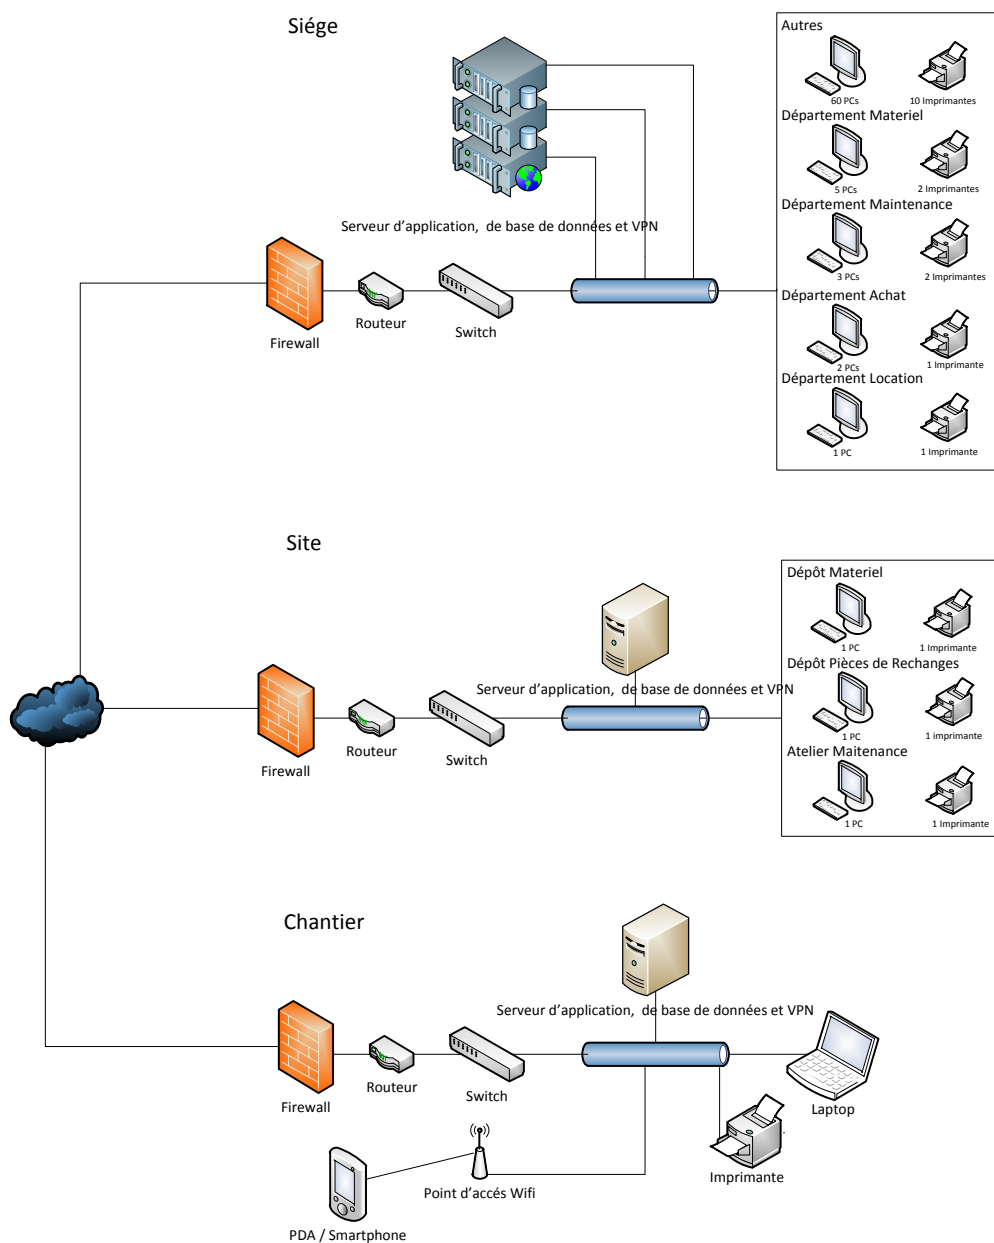 Siége
Autres
60 PCs
10 Imprimantes
Département Materiel
5 PCs
2 Imprimantes
Département Maintenance
3 PCs
2 Imprimantes
Département Achat
2 PCs
1 Imprimante
Département Location
1 PC
1 Imprimante
Serveur d'application, de base de données et VPN
Firewall
Routeur
Switch
Site
Dépôt Materiel
1 PC
1 Imprimante
Dépôt Pièces de Rechanges
1 PC
1 imprimante
Atelier Maitenance
1 PC
1 Imprimante
Serveur d'application, de base de données et VPN
Firewall
Routeur
Switch
Chantier
Serveur d'application, de base de données et VPN
Firewall
Routeur
Switch
Laptop
Imprimante
Point d'accés Wifi
PDA / Smartphone